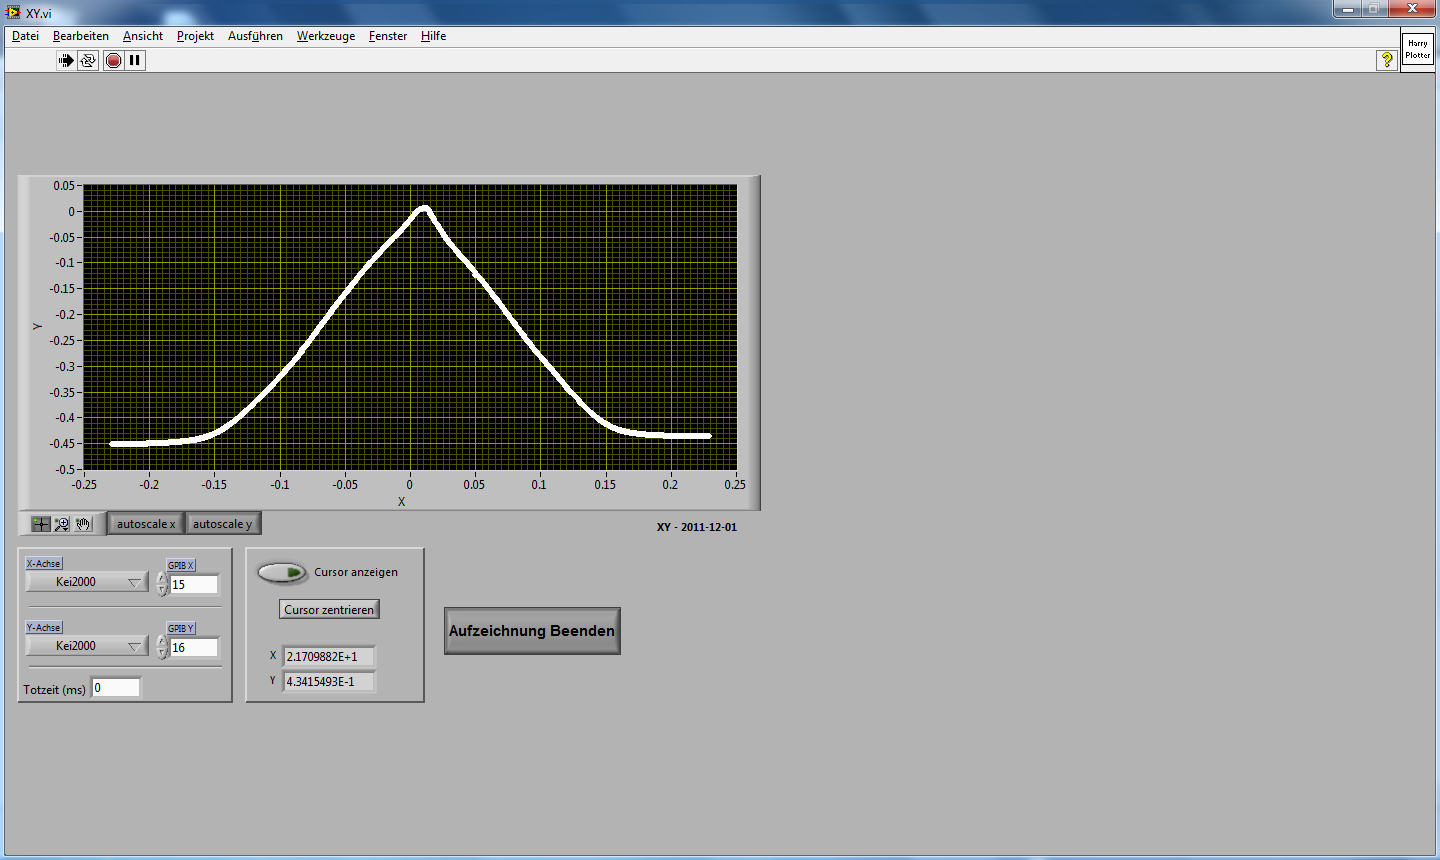 XY.vi
Datei Bearbeiten Ansicht Projekt Ausführen Werkzeuge Fenster Hilfe
?
Harry
Plotter
0.05
0
-0.05
-0.1
-0.15
-0.2
-0.25
-0.3
-0.35
-0.4
-0.45
-0.5
Y
-0.25 -0.2 -0.15 -0.1 -0.05 0 0.05 0.1 0.15 0.2 0.25
X
autoscale x autoscale y
XY - 2011-12-01
X-Achse GPIB X
Kei2000 15
Y-Achse GPIB Y
Kei2000 16
Totzeit (ms) 0
Cursor anzeigen
Cursor zentrieren
X 2.1709882E+1
Y 4.3415493E-1
Aufzeichnung Beenden